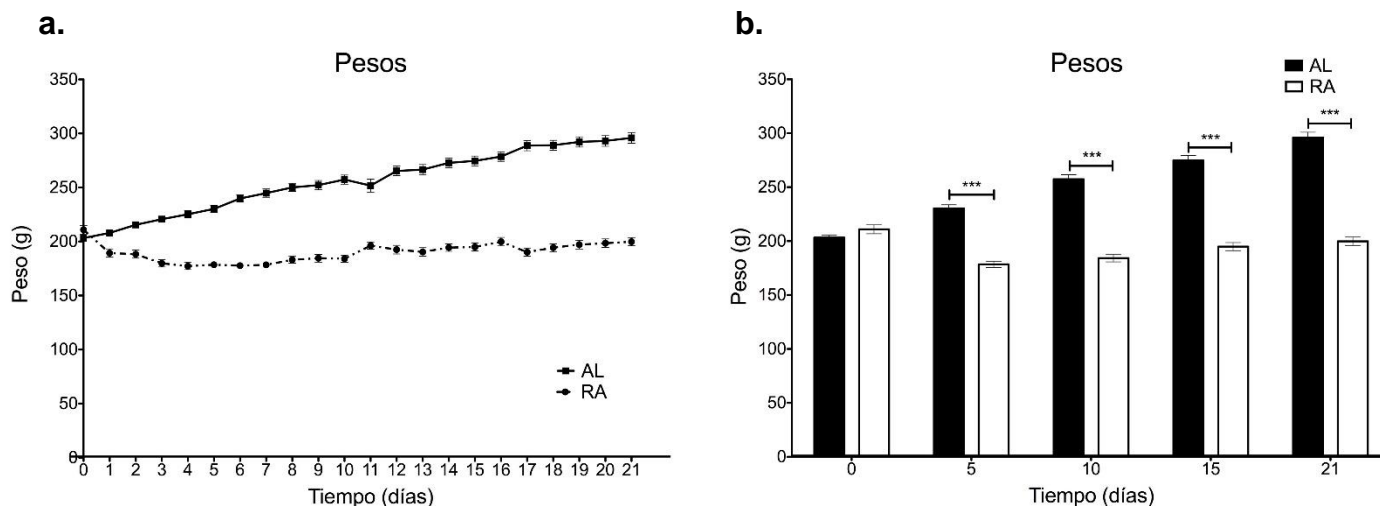 a.
Pesos
350
300
250
200
150
100
50
0
Peso (g)
AL
RA
0 1 2 3 4 5 6 7 8 9 10 11 12 13 14 15 16 17 19 19 20 21
Tiempo (días)
b.
Pesos
AL
RA
350
300
250
200
150
100
50
0
Peso (g)
***
***
***
***
0 5 10 15 21
Tiempo (días)